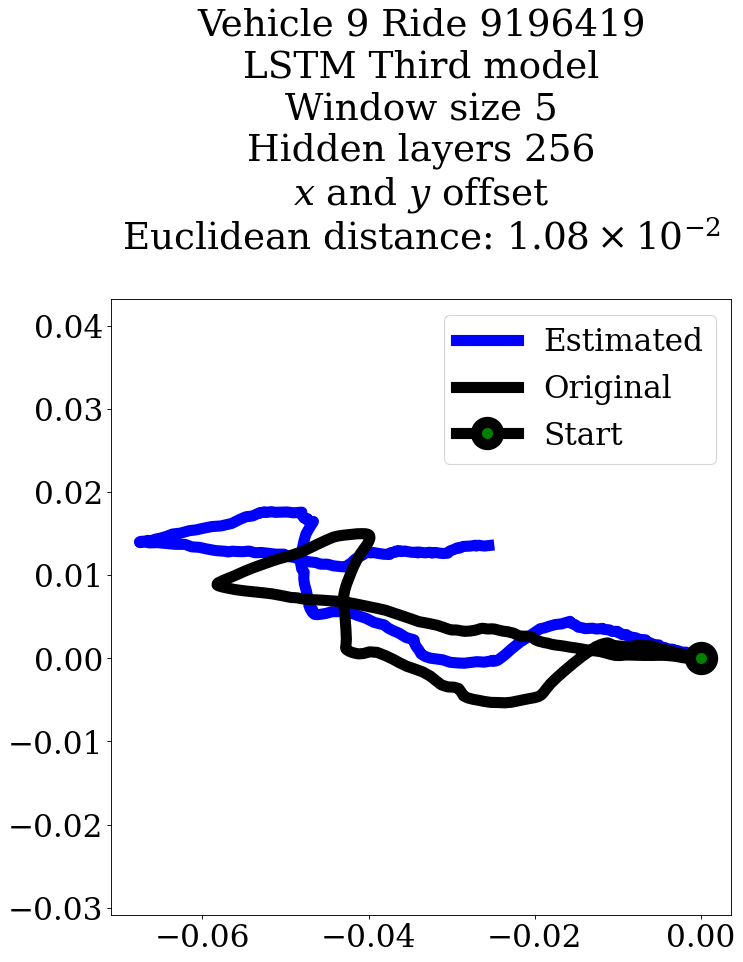 Vehicle 9 Ride 9196419
LSTM Third model
Window size 5
Hidden layers 256
x and y offset
Euclidean distance: 1.08 × 10⁻²
Estimated
Original
Start
0.04
0.03
0.02
0.01
0.00
−0.01
−0.02
−0.03
−0.06 −0.04 −0.02 0.00